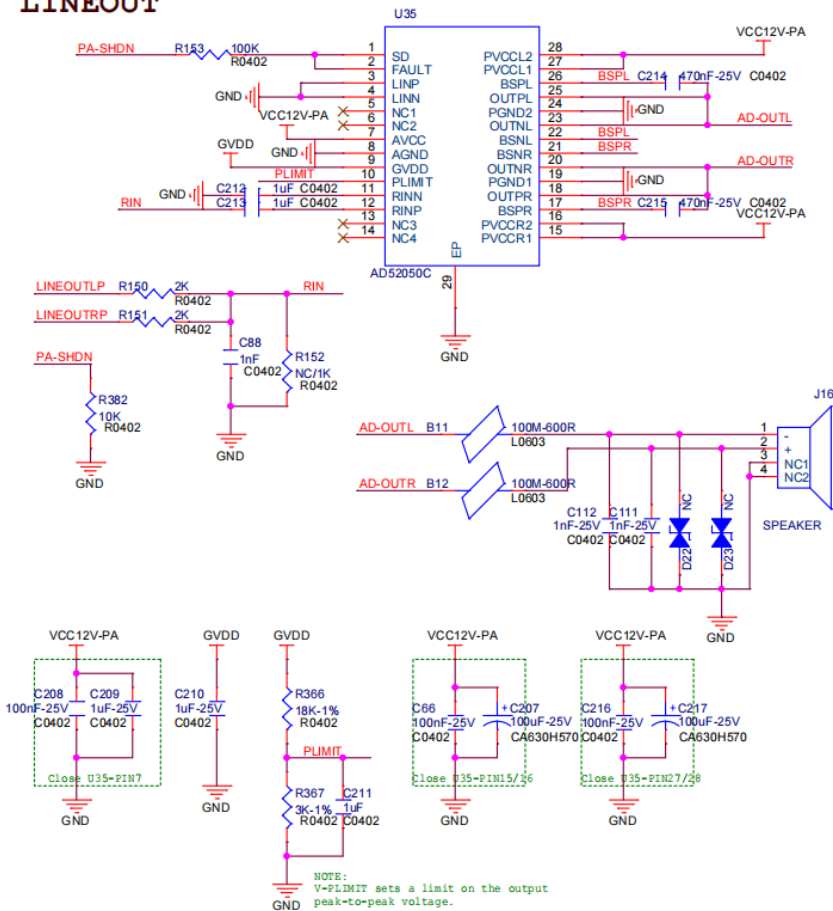 LINEOUT
U35
PA-SHDN R153 100K
R0402
1 SD
2 FAULT
3 LINP
4 LINN
5 NC1
6 NC2
7 AVCC
8 AGND
9 GVDD
10 PLIMIT
11 RINN
12 RINP
13 NC3
14 NC4
PVCCL2 28
PVCCL1 27
BSPL 26
OUTPL 25
PGND2 24
OUTNL 23
BSNL 22
BSNR 21
OUTNR 20
PGND1 19
OUTPR 18
BSPR 17
PVCCR2 16
PVCCR1 15
EP
29
AD52050C
GND
GND
VCC12V-PA
GVDD
GND
PLIMIT
GND C212 1uF C0402
RIN C213 1uF C0402
VCC12V-PA
BSPL C214 470nF-25V C0402
GND
AD-OUTL
BSPL
BSPR
AD-OUTR
GND
BSPR C215 470nF-25V C0402
VCC12V-PA
LINEOUTLP R150 2K RIN
R0402
LINEOUTRP R151 2K
R0402
C88
1nF
C0402
R152
NC/1K
R0402
GND
PA-SHDN
R382
10K
R0402
GND
AD-OUTL B11 100M-600R
L0603
AD-OUTR B12 100M-600R
L0603
J16
1 -
2 +
3 NC1
4 NC2
SPEAKER
C112
1nF-25V
C0402
C111
1nF-25V
C0402
NC
D22
NC
D23
GND
VCC12V-PA
C208
100nF-25V
C0402
C209
1uF-25V
C0402
Close U35-PIN7
GND
GVDD
C210
1uF-25V
C0402
GND
GVDD
R366
18K-1%
R0402
PLIMIT
R367
3K-1%
R0402
C211
1uF
C0402
GND
NOTE:
V-PLIMIT sets a limit on the output
peak-to-peak voltage.
VCC12V-PA
C66
100nF-25V
C0402
+ C207
100uF-25V
CA630H570
Close U35-PIN15/16
GND
VCC12V-PA
C216
100nF-25V
C0402
+ C217
100uF-25V
CA630H570
Close U35-PIN27/28
GND